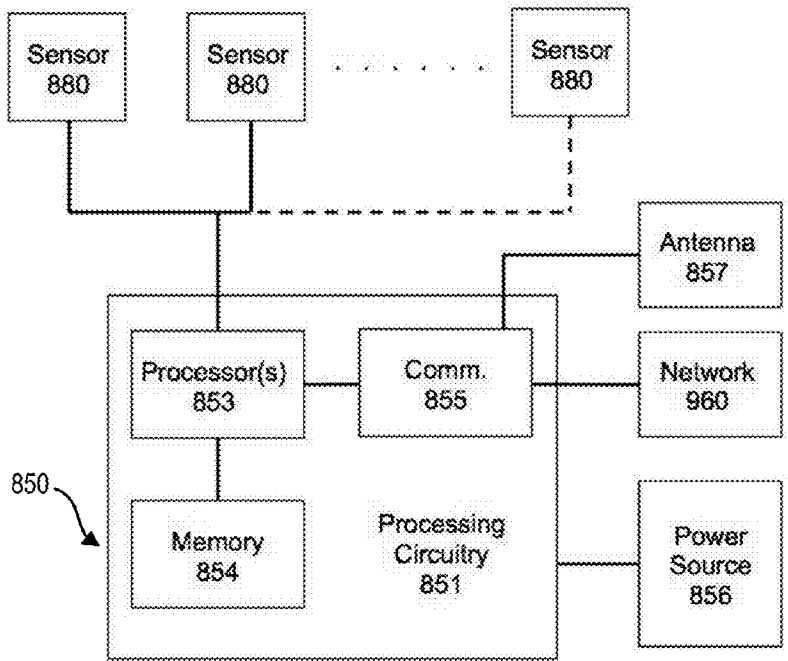 Sensor
880
Sensor
880
Sensor
880
Antenna
857
Processor(s)
853
Comm.
855
Network
960
850
Memory
854
Processing
Circuitry
851
Power
Source
856